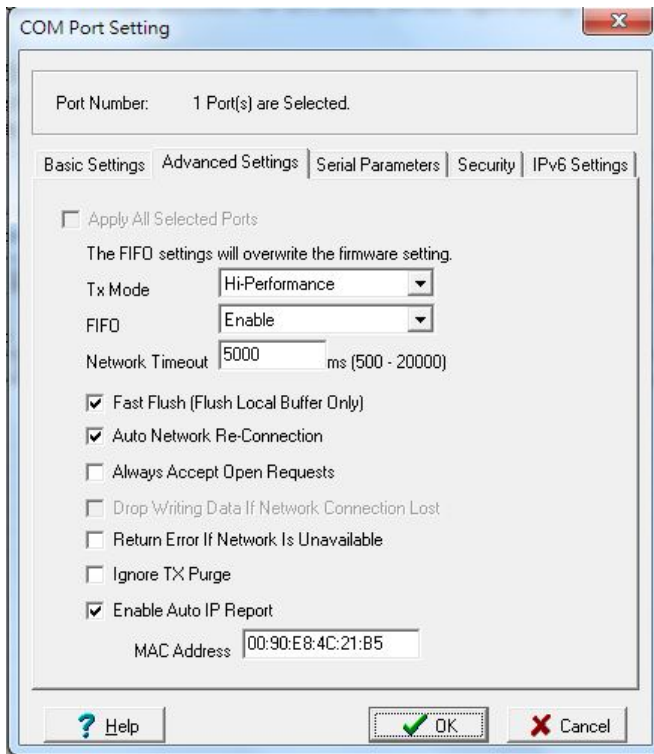 COM Port Setting
Port Number: 1 Port(s) are Selected.
Basic Settings Advanced Settings Serial Parameters Security IPv6 Settings
Apply All Selected Ports
The FIFO settings will overwrite the firmware setting.
Tx Mode Hi-Performance
FIFO Enable
Network Timeout 5000 ms (500 - 20000)
Fast Flush (Flush Local Buffer Only)
Auto Network Re-Connection
Always Accept Open Requests
Drop Writing Data If Network Connection Lost
Return Error If Network Is Unavailable
Ignore TX Purge
Enable Auto IP Report
MAC Address 00:90:E8:4C:21:B5
? Help OK Cancel